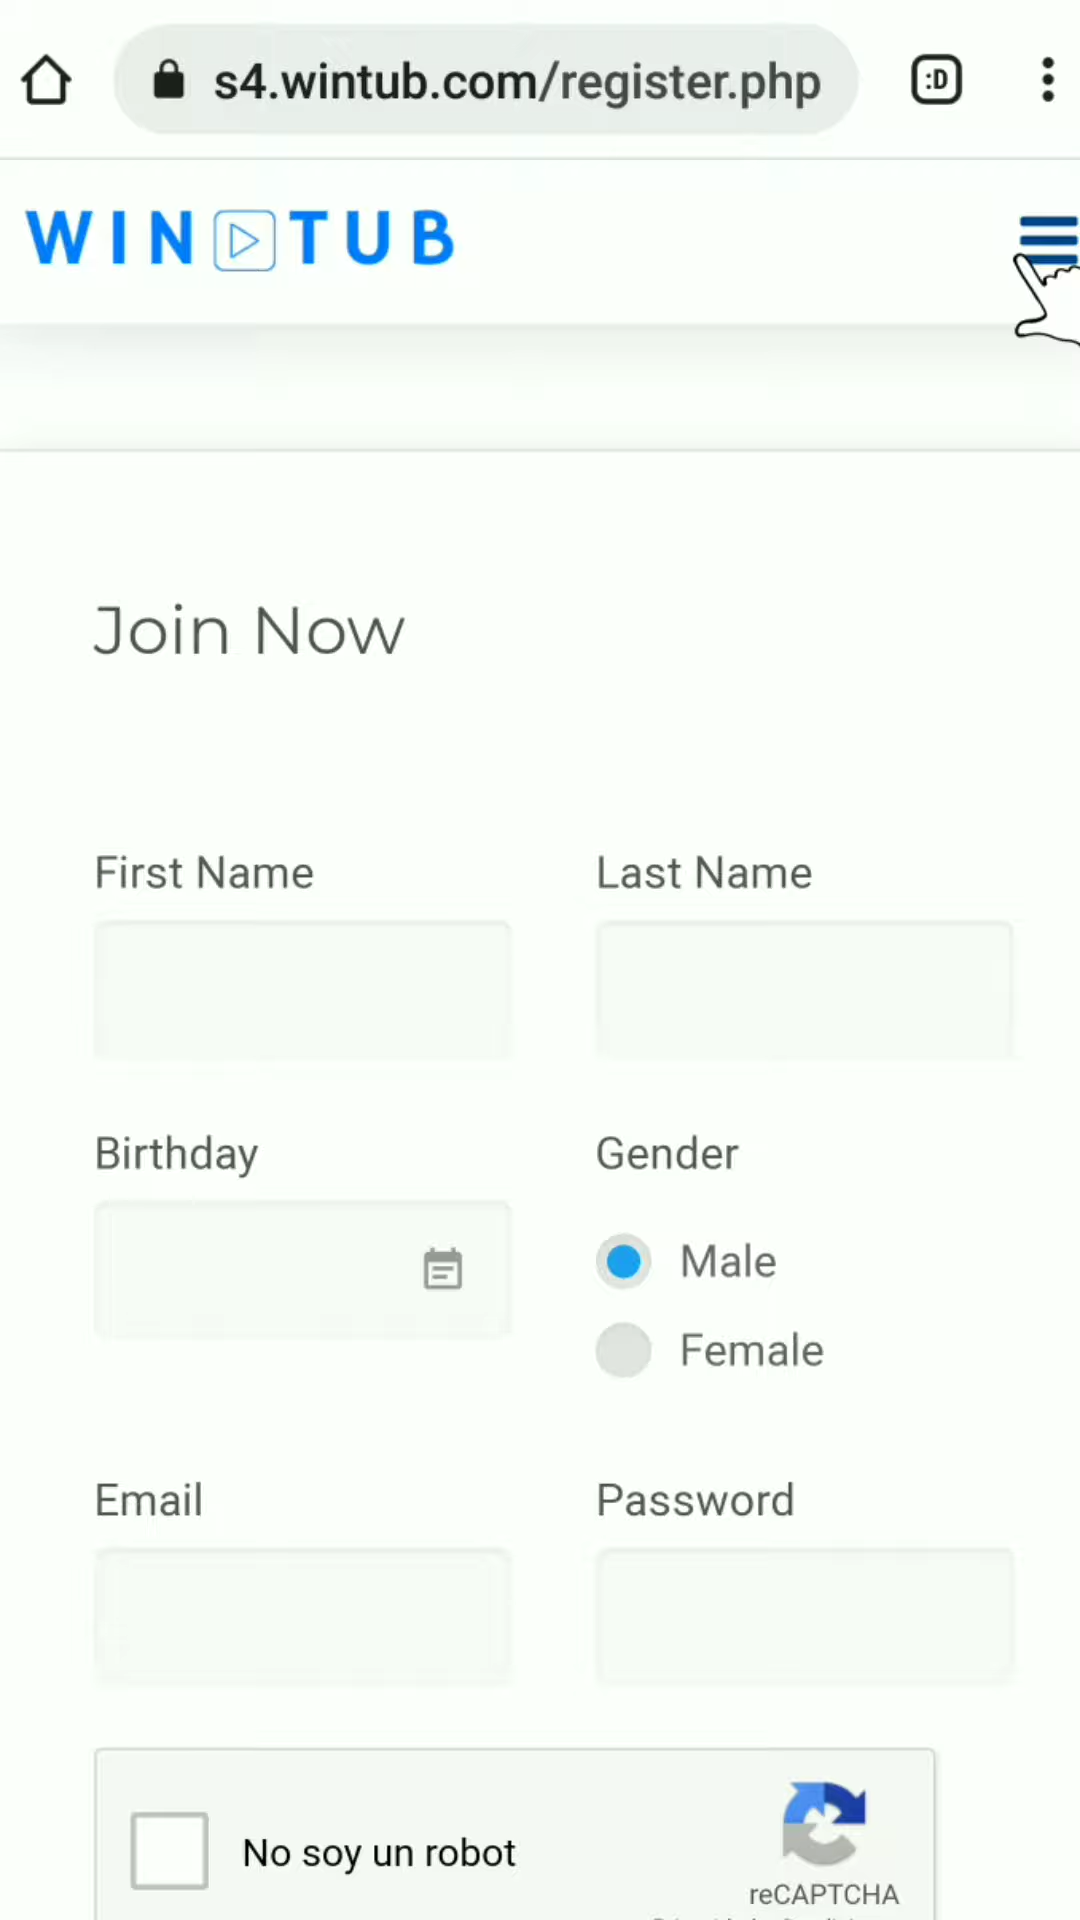 s4.wintub.com/register.php
:D
WIN TUB
Join Now
First Name
Last Name
Birthday
Gender
Male
Female
Email
Password
No soy un robot
reCAPTCHA